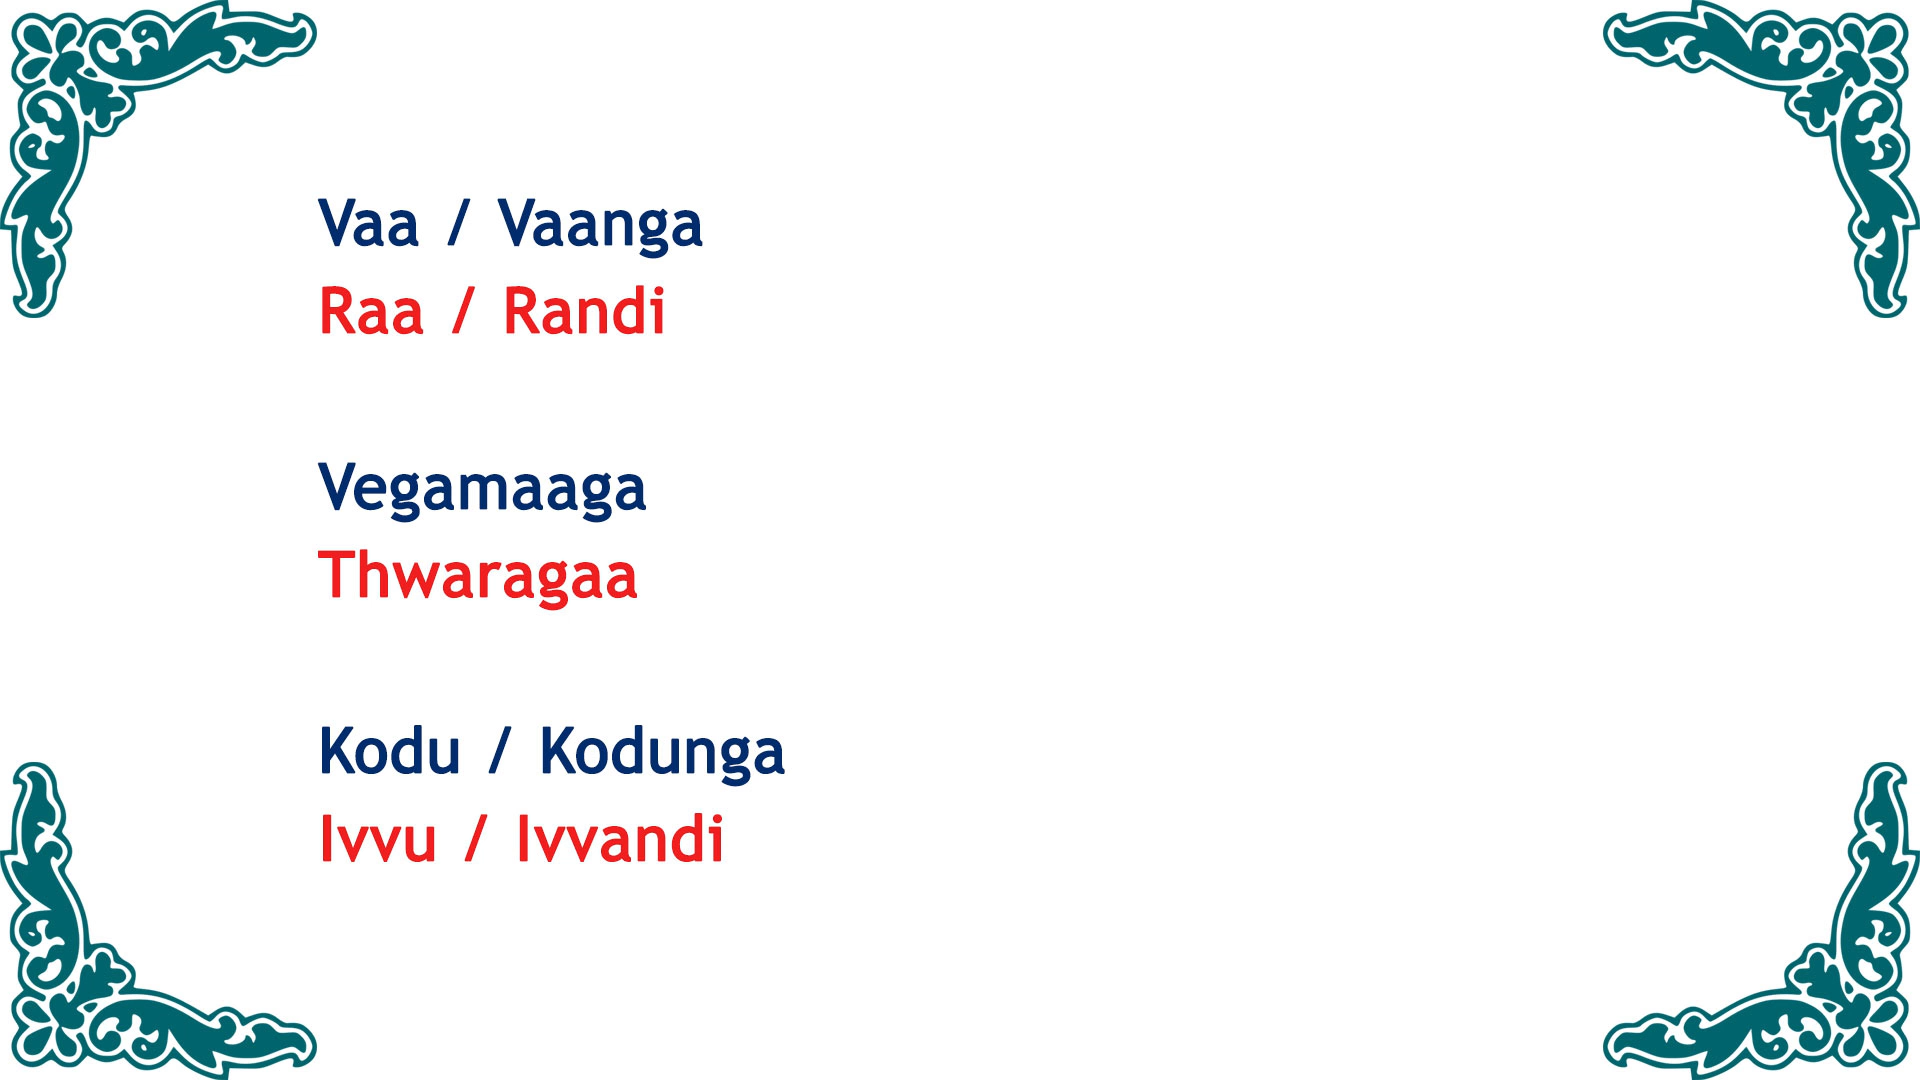 Vaa / Vaanga
Raa / Randi
Vegamaaga
Thwaragaa
Kodu / Kodunga
Ivvu / Ivvandi